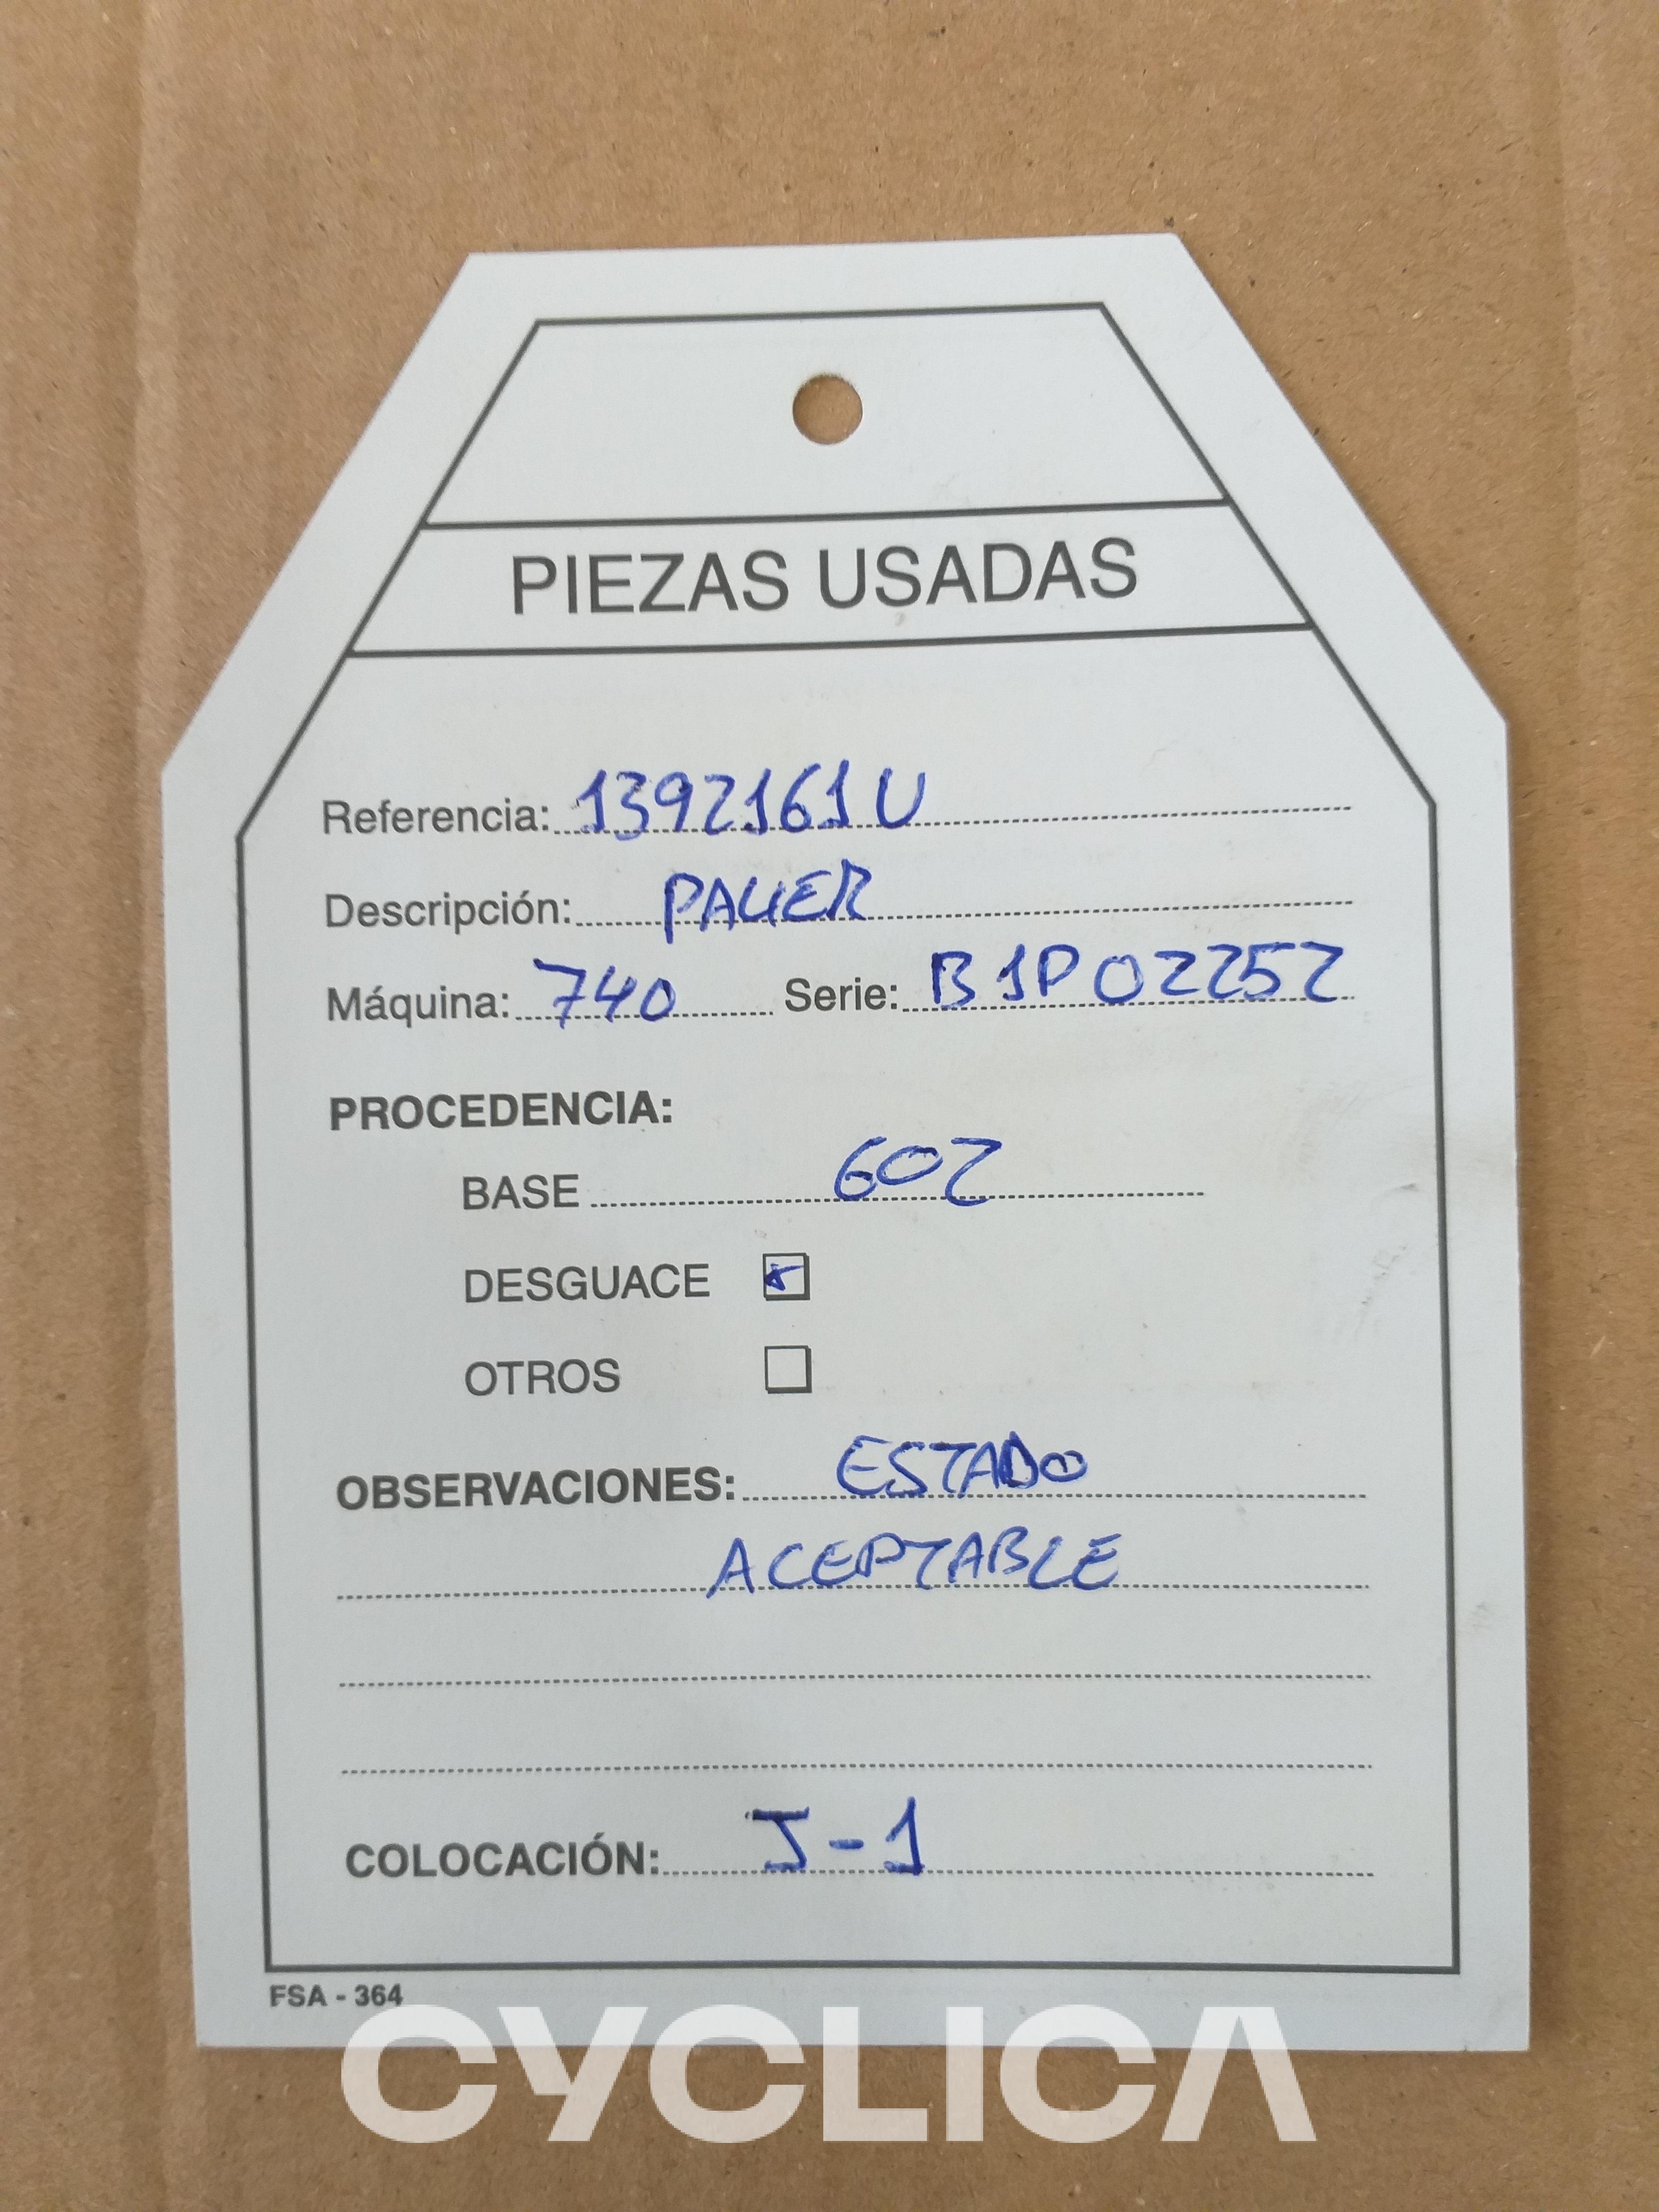 PIEZAS USADAS
Referencia: 1392161U
Descripción: PALIER
Máquina: 740 Serie: B1P02252
PROCEDENCIA:
BASE 602
DESGUACE
OTROS
OBSERVACIONES: ESTADO
ACEPTABLE
COLOCACIÓN: J-1
FSA - 364
CYCLICA